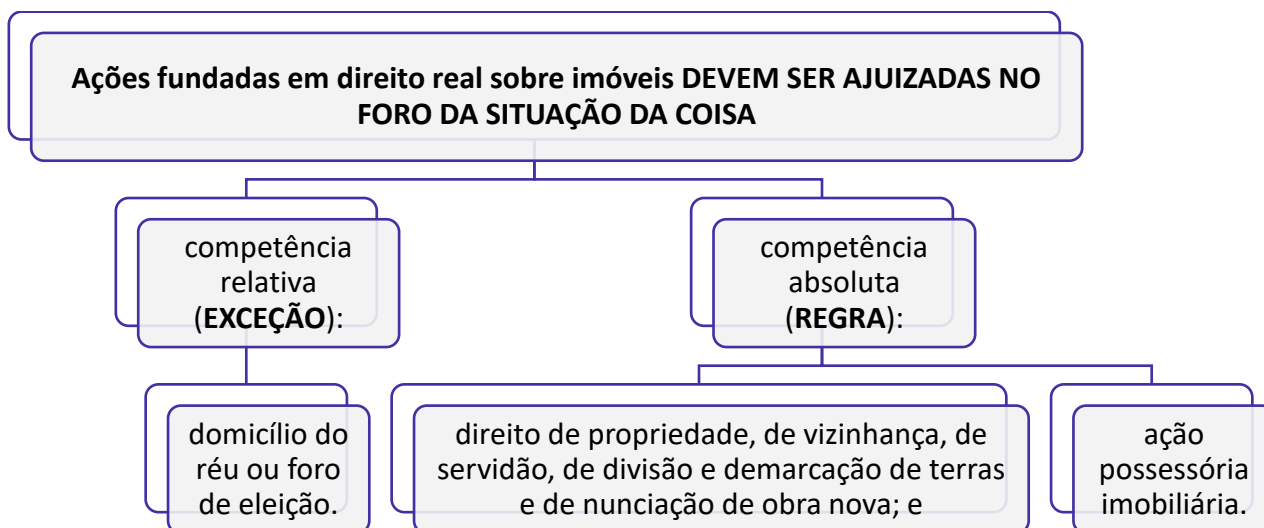 Ações fundadas em direito real sobre imóveis DEVEM SER AJUIZADAS NO
FORO DA SITUAÇÃO DA COISA
competência
relativa
(EXCEÇÃO):
competência
absoluta
(REGRA):
domicílio do
réu ou foro
de eleição.
direito de propriedade, de vizinhança, de
servidão, de divisão e demarcação de terras
e de nunciação de obra nova; e
ação
possessória
imobiliária.